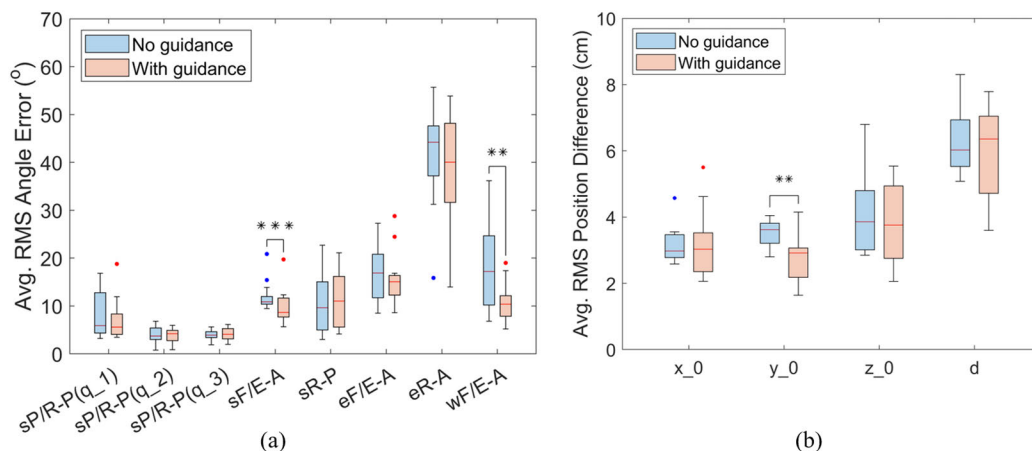 Avg. RMS Angle Error (°)
70
60
50
40
30
20
10
0
No guidance
With guidance
***
**
sP/R-P(q_1)
sP/R-P(q_2)
sP/R-P(q_3)
sF/E-A
sR-P
eF/E-A
eR-A
wF/E-A
(a)
Avg. RMS Position Difference (cm)
10
8
6
4
2
0
No guidance
With guidance
**
x_0
y_0
z_0
d
(b)